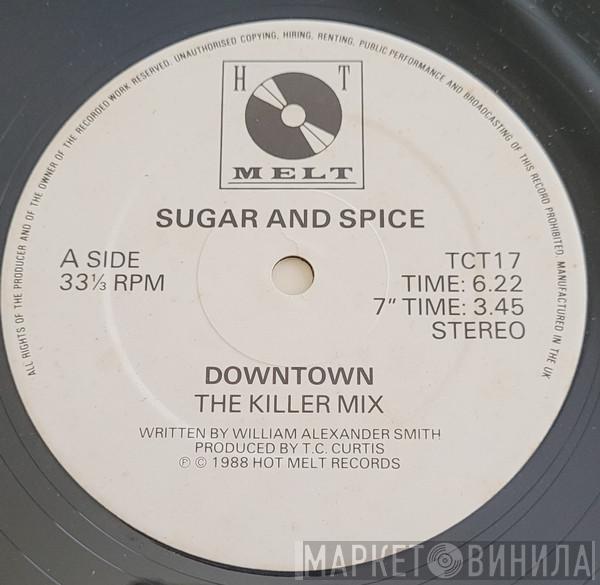 ALL RIGHTS OF THE PRODUCER AND OF THE OWNER OF THE RECORDED WORK RESERVED. UNAUTHORISED COPYING, HIRING, RENTING, PUBLIC PERFORMANCE AND BROADCASTING OF THIS RECORD PROHIBITED. MANUFACTURED IN THE UK
H T
MELT
SUGAR AND SPICE
A SIDE
33⅓ RPM
TCT17
TIME: 6.22
7" TIME: 3.45
STEREO
DOWNTOWN
THE KILLER MIX
WRITTEN BY WILLIAM ALEXANDER SMITH
PRODUCED BY T.C. CURTIS
℗ © 1988 HOT MELT RECORDS
МАРКЕТ ВИНИЛА